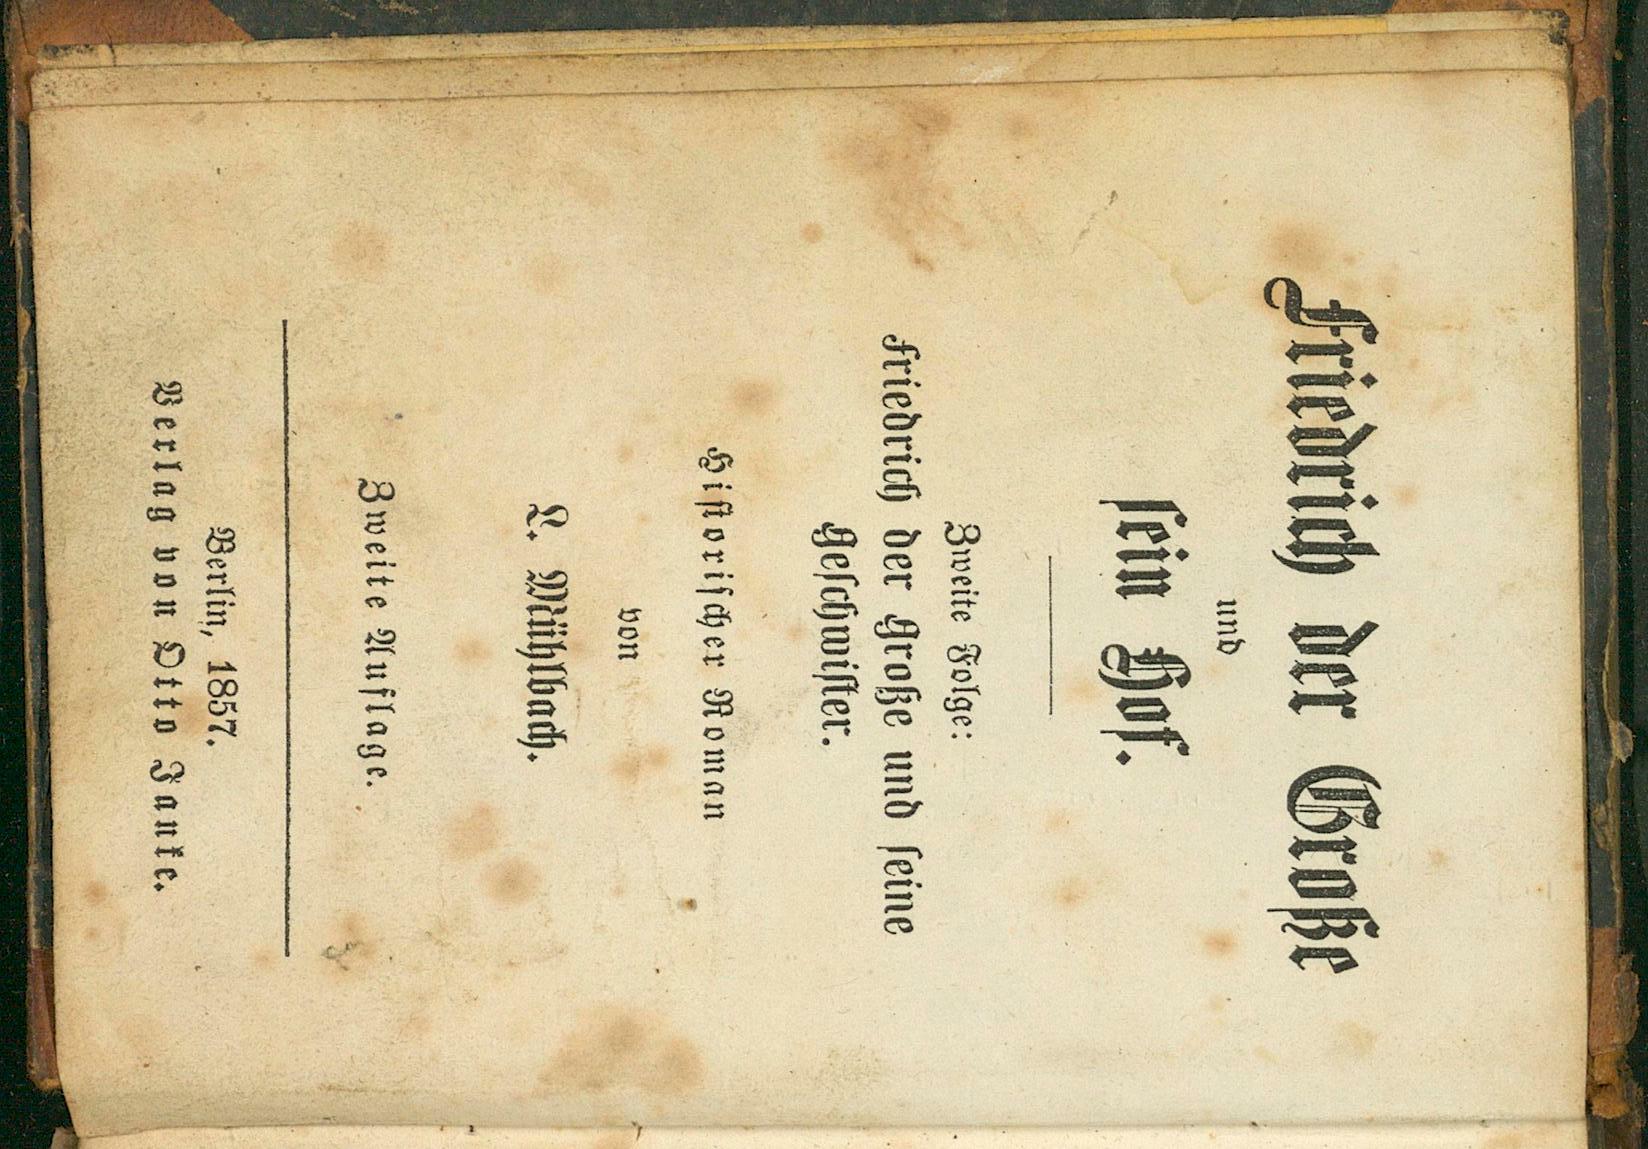 Friedrich der Große
und
ſein Hof.
Zweite Folge:
Friedrich der Große und ſeine
Geſchwiſter.
Hiſtoriſcher Roman
von
L. Mühlbach.
Zweite Auflage.
Berlin, 1857.
Verlag von Otto Janke.